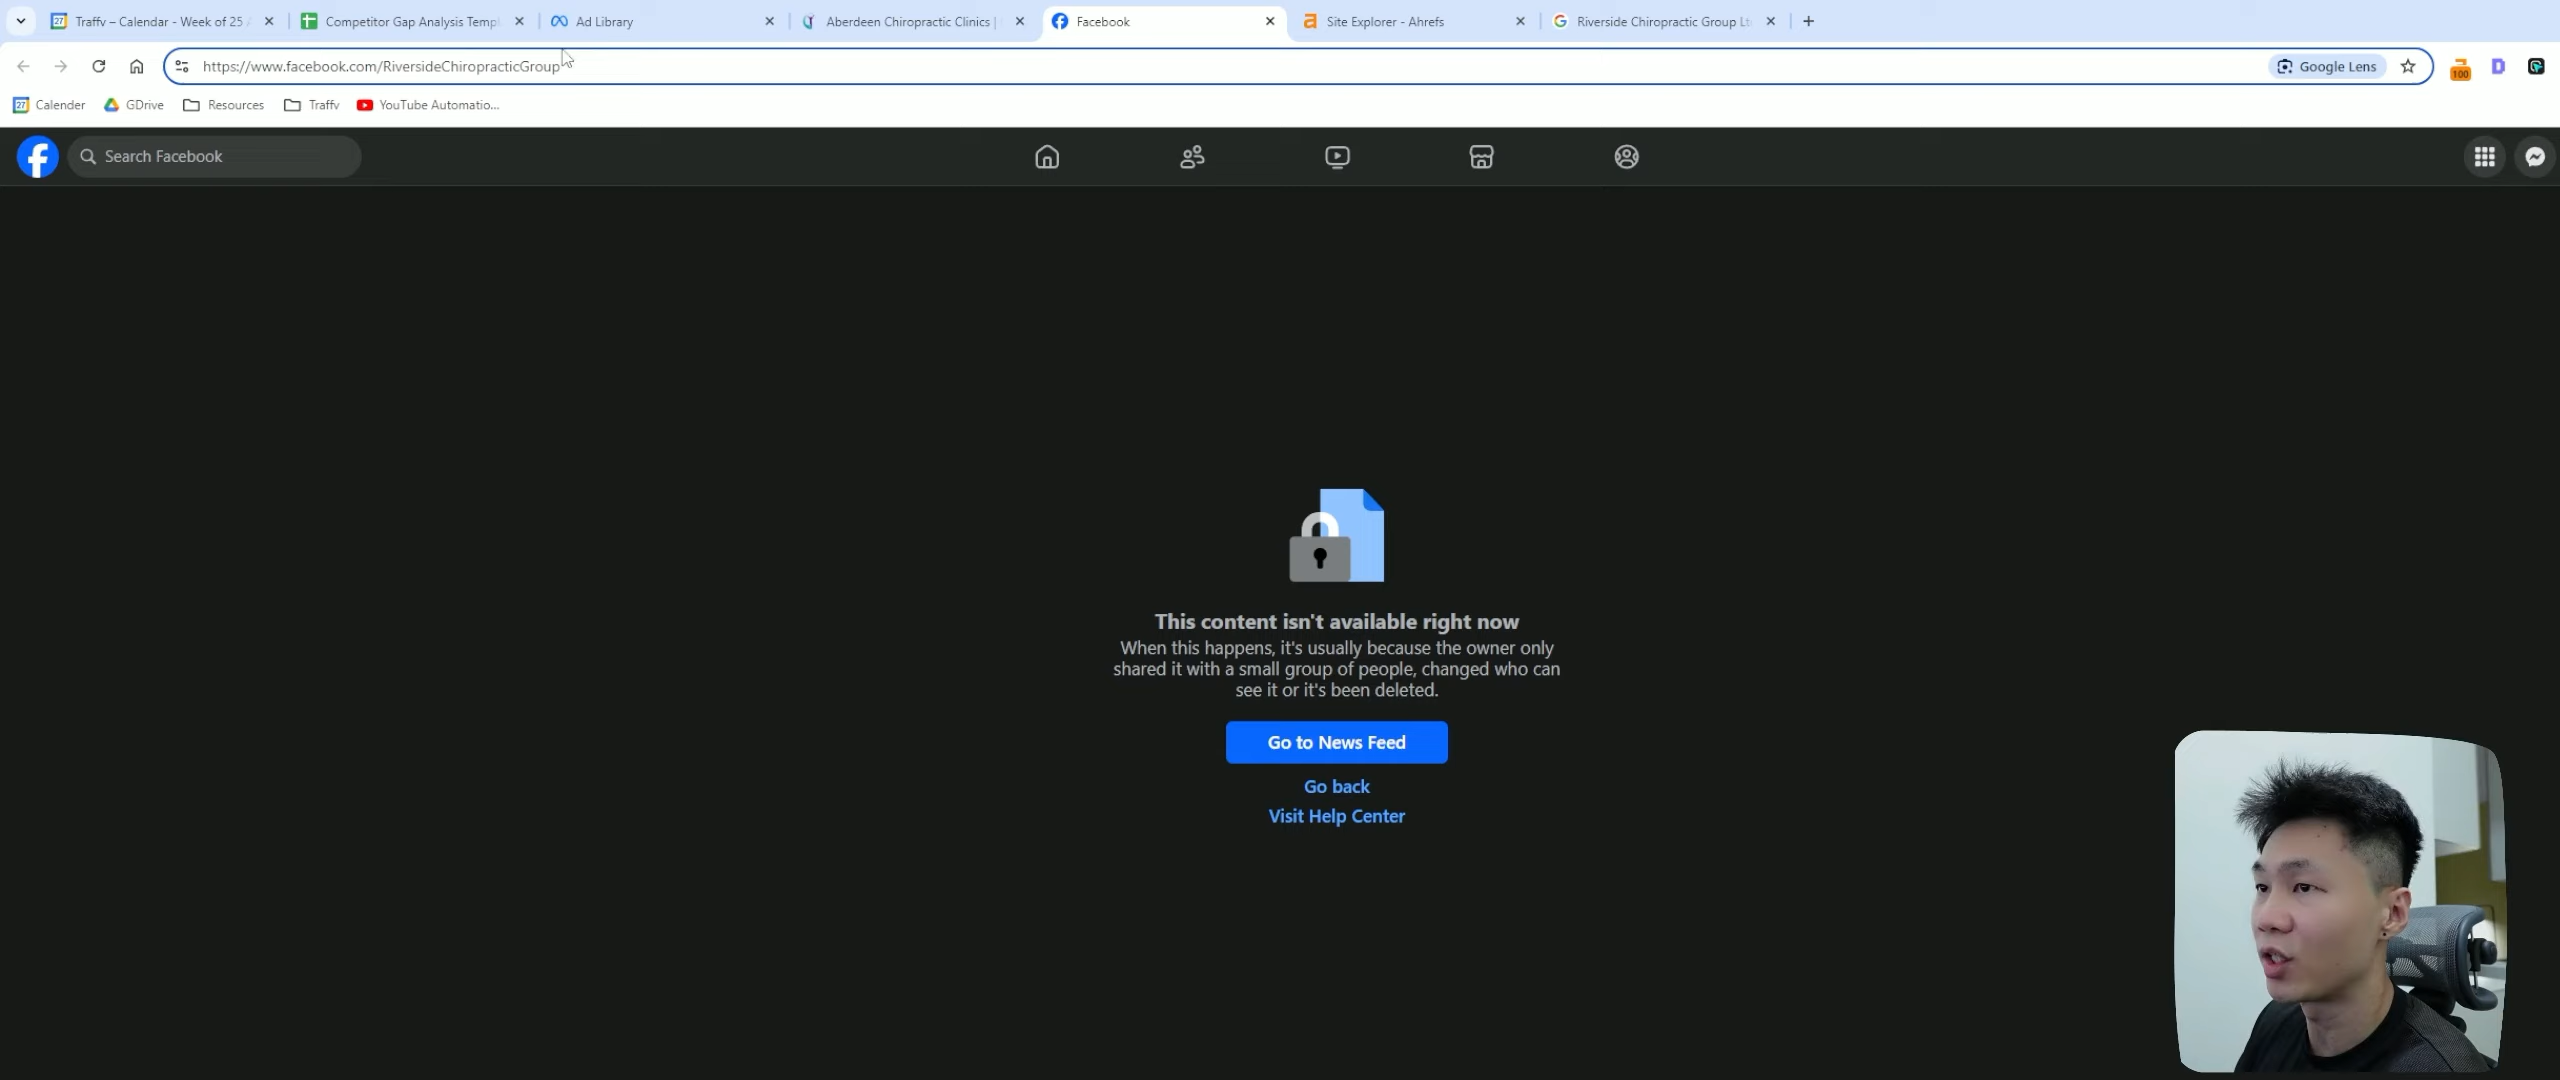 Traffv – Calendar - Week of 25
Competitor Gap Analysis Temp
Ad Library
Aberdeen Chiropractic Clinics |
Facebook
Site Explorer - Ahrefs
Riverside Chiropractic Group Lt
https://www.facebook.com/RiversideChiropracticGroup
Google Lens
100
Calender
GDrive
Resources
Traffv
YouTube Automatio...
Search Facebook
This content isn't available right now
When this happens, it's usually because the owner only
shared it with a small group of people, changed who can
see it or it's been deleted.
Go to News Feed
Go back
Visit Help Center